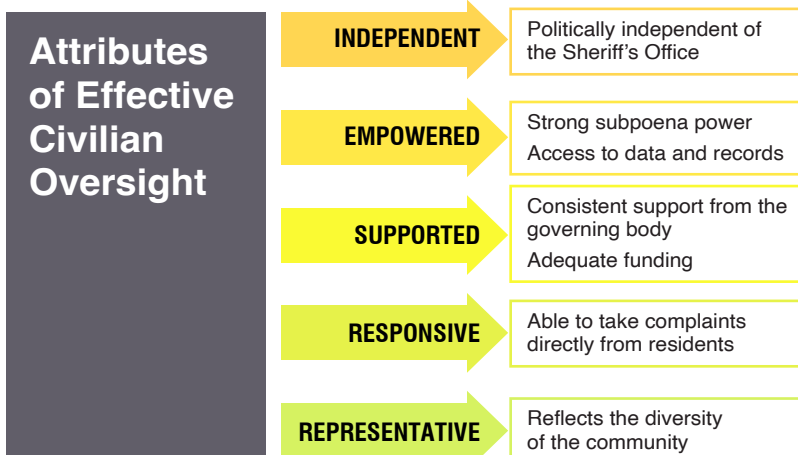 Attributes
of Effective
Civilian
Oversight
INDEPENDENT
Politically independent of
the Sheriff's Office
EMPOWERED
Strong subpoena power
Access to data and records
SUPPORTED
Consistent support from the
governing body
Adequate funding
RESPONSIVE
Able to take complaints
directly from residents
REPRESENTATIVE
Reflects the diversity
of the community